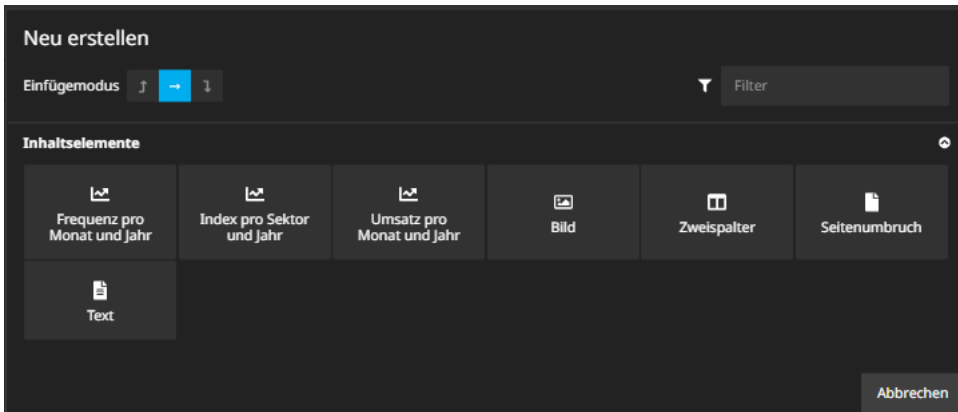 Neu erstellen
Einfügemodus
Filter
Inhaltselemente
Frequenz pro
Monat und Jahr
Index pro Sektor
und Jahr
Umsatz pro
Monat und Jahr
Bild
Zweispalter
Seitenumbruch
Text
Abbrechen